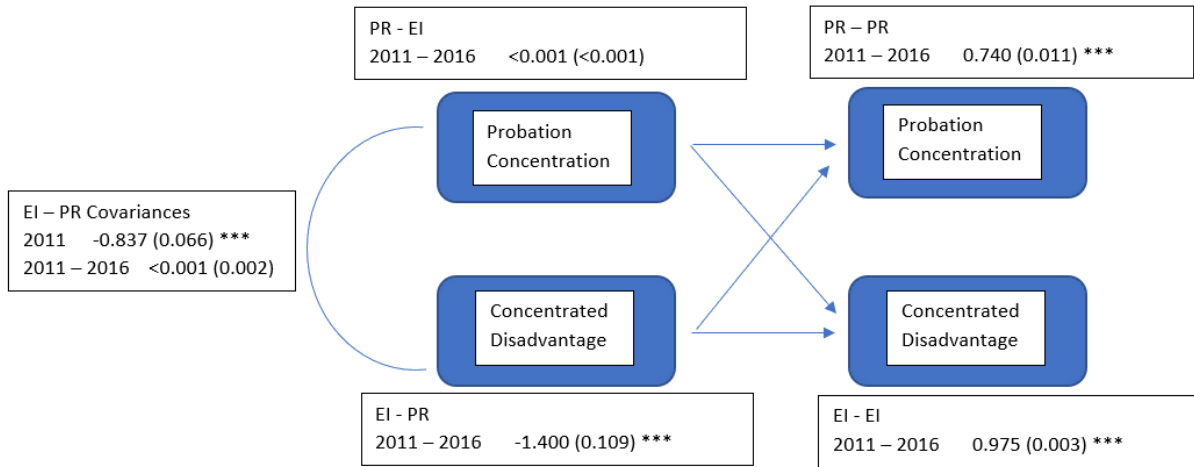 PR - EI
2011 – 2016 <0.001 (<0.001)
PR – PR
2011 – 2016 0.740 (0.011) ***
Probation
Concentration
Probation
Concentration
EI – PR Covariances
2011 -0.837 (0.066) ***
2011 – 2016 <0.001 (0.002)
Concentrated
Disadvantage
Concentrated
Disadvantage
EI - PR
2011 – 2016 -1.400 (0.109) ***
EI - EI
2011 – 2016 0.975 (0.003) ***